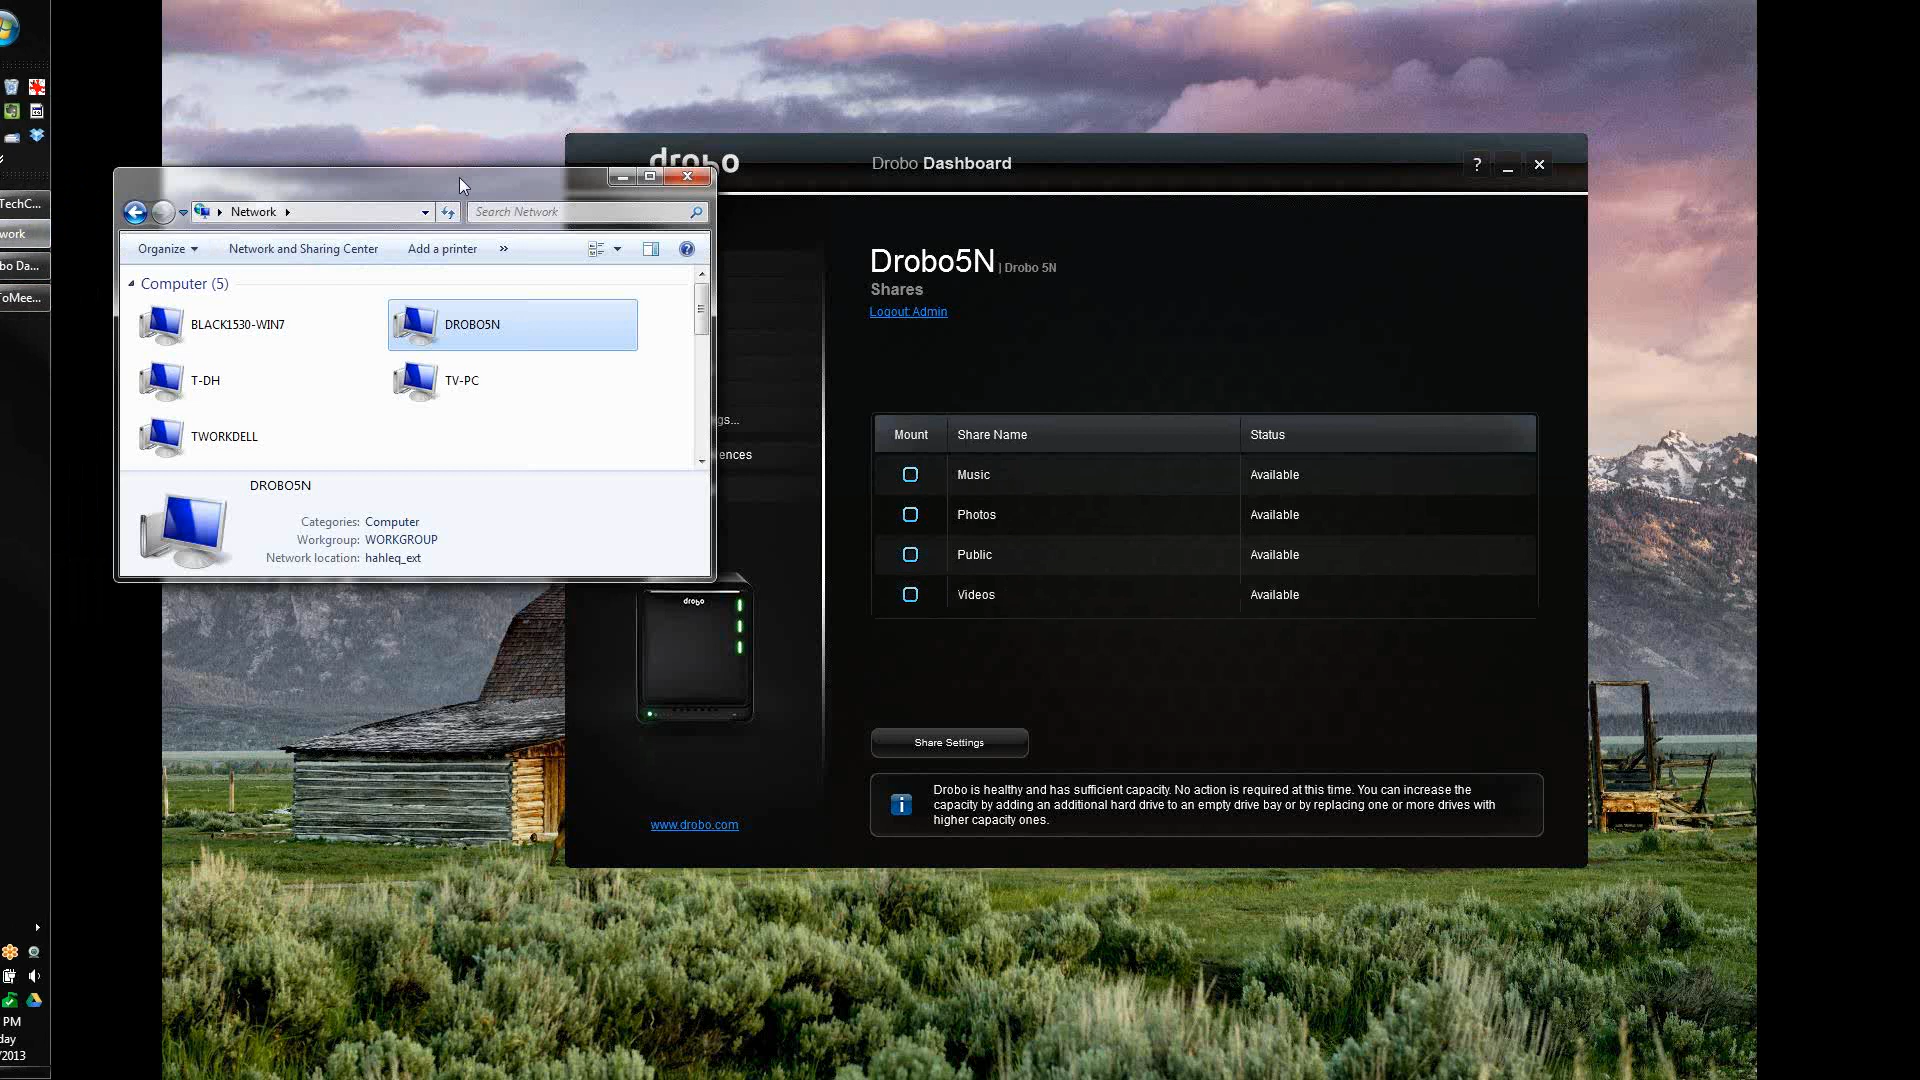 TechC...
work
bo Da...
ToMee...
PM
day
/2013
Network
Search Network
Organize
Network and Sharing Center
Add a printer
»
Computer (5)
BLACK1530-WIN7
DROBO5N
T-DH
TV-PC
TWORKDELL
DROBO5N
Categories: Computer
Workgroup: WORKGROUP
Network location: hahleq_ext
drobo
Drobo Dashboard
?
gs...
ences
drobo
www.drobo.com
Drobo5N | Drobo 5N
Shares
Logout Admin
Mount Share Name Status
Music Available
Photos Available
Public Available
Videos Available
Share Settings
Drobo is healthy and has sufficient capacity. No action is required at this time. You can increase the
capacity by adding an additional hard drive to an empty drive bay or by replacing one or more drives with
higher capacity ones.